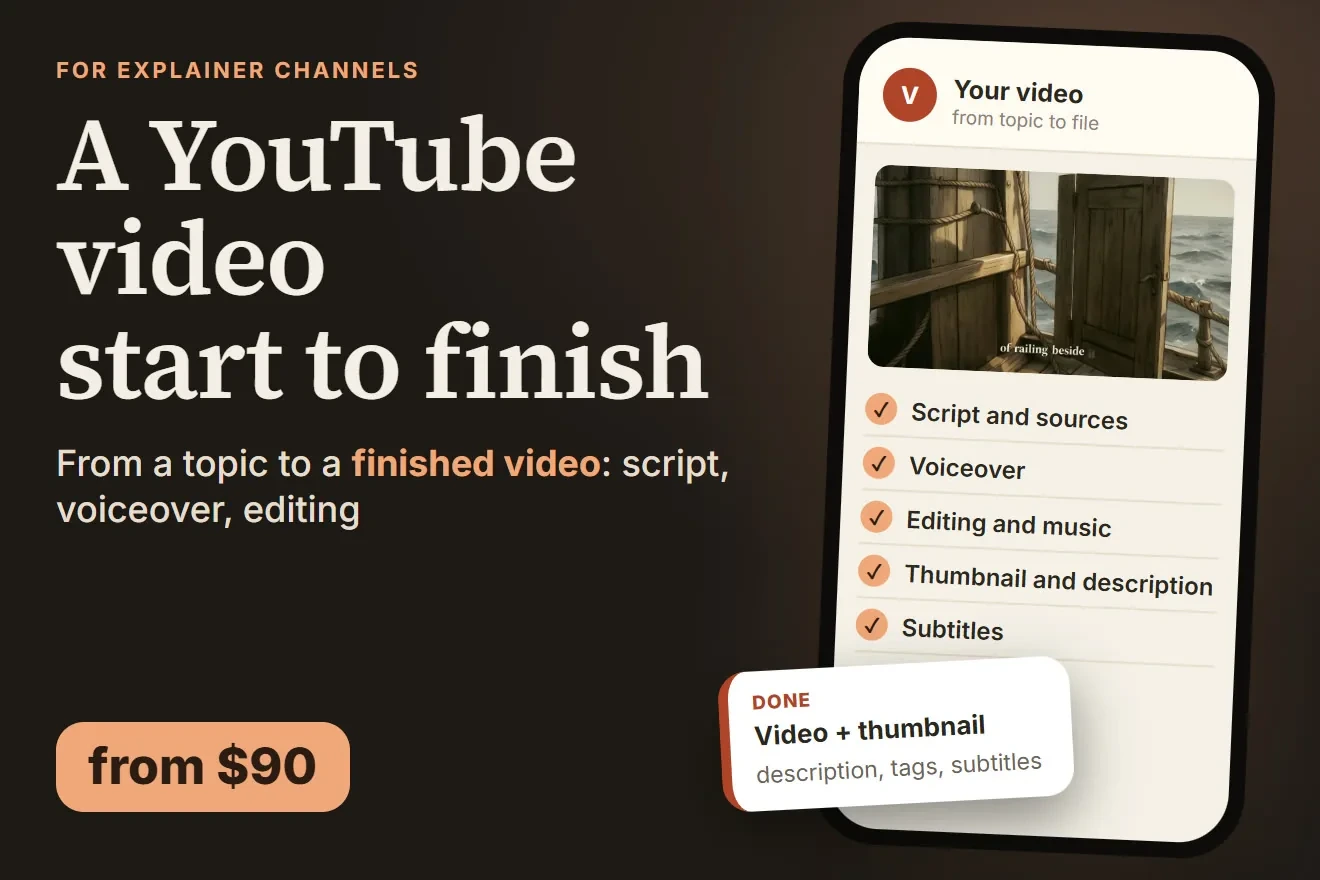 FOR EXPLAINER CHANNELS
A YouTube
video
start to finish
From a topic to a finished video: script,
voiceover, editing
from $90
V
Your video
from topic to file
of railing beside
✓ Script and sources
✓ Voiceover
✓ Editing and music
✓ Thumbnail and description
✓ Subtitles
DONE
Video + thumbnail
description, tags, subtitles